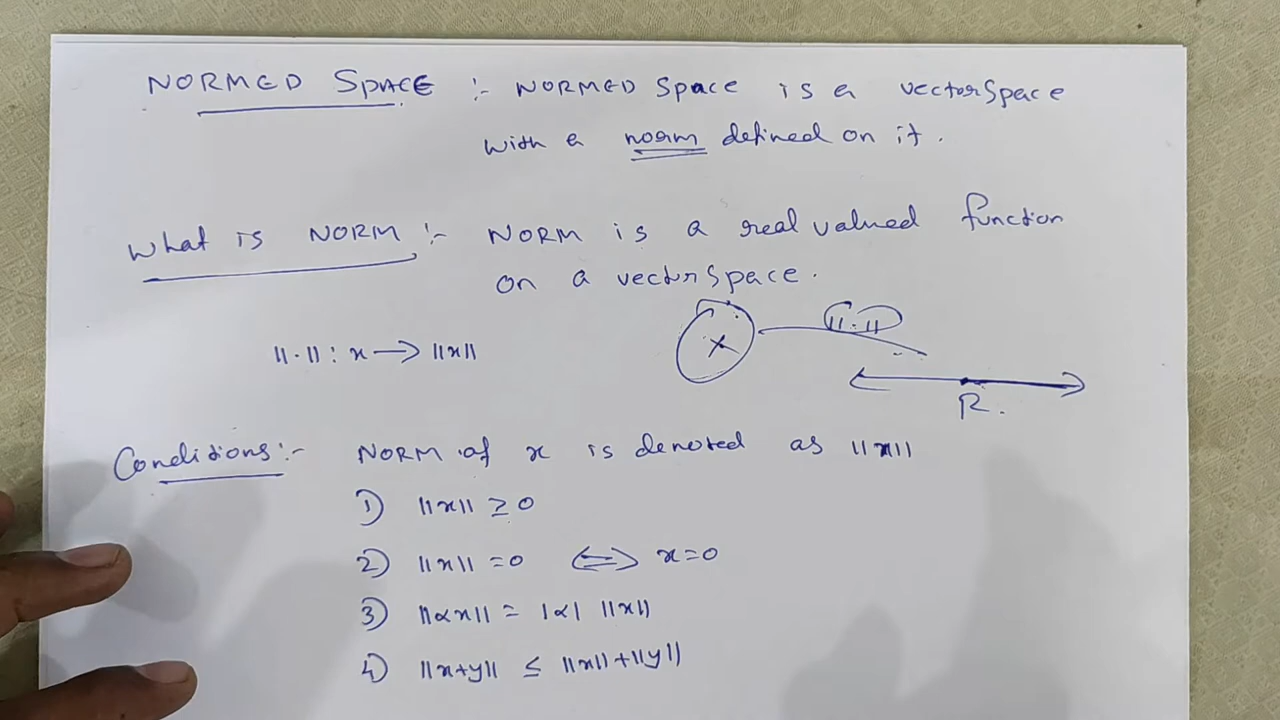 NORMED SPACE :- NORMED Space is a vectorspace
with a norm defined on it.
What is NORM :- NORM is a real valued function
on a vectorspace.
||·|| : x → ||x||
X ||·||
R.
Conditions :- NORM of x is denoted as ||x||
1) ||x|| ≥ 0
2) ||x|| = 0 ⟺ x=0
3) ||αx|| = |α| ||x||
4) ||x+y|| ≤ ||x||+||y||